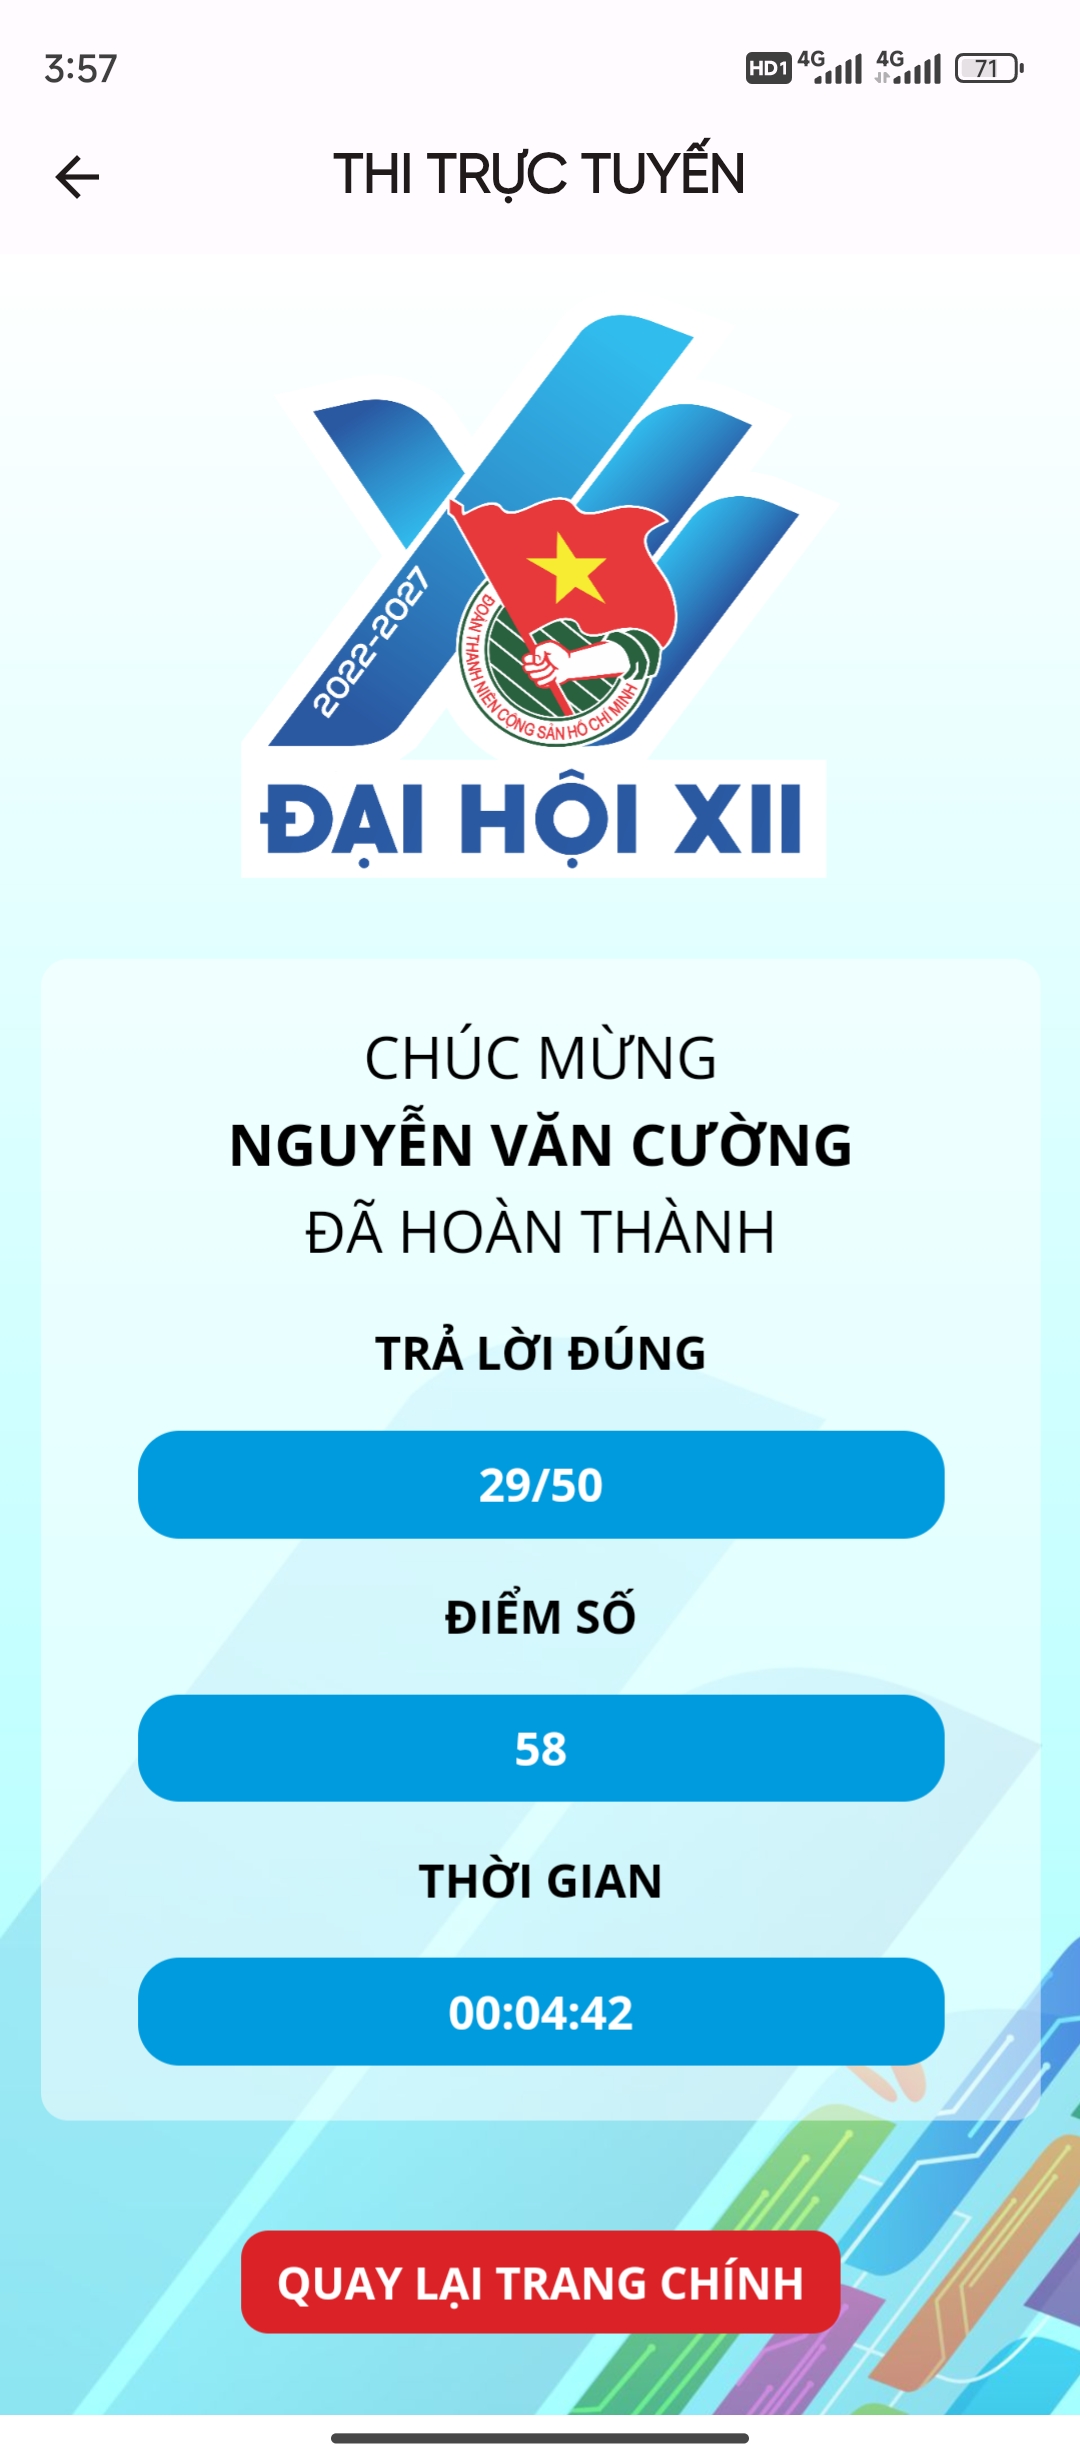 3:57
HD1 4G 4G 71
THI TRỰC TUYẾN
2022-2027
ĐOÀN THANH NIÊN CỘNG SẢN HỒ CHÍ MINH
ĐẠI HỘI XII
CHÚC MỪNG
NGUYỄN VĂN CƯỜNG
ĐÃ HOÀN THÀNH
TRẢ LỜI ĐÚNG
29/50
ĐIỂM SỐ
58
THỜI GIAN
00:04:42
QUAY LẠI TRANG CHÍNH